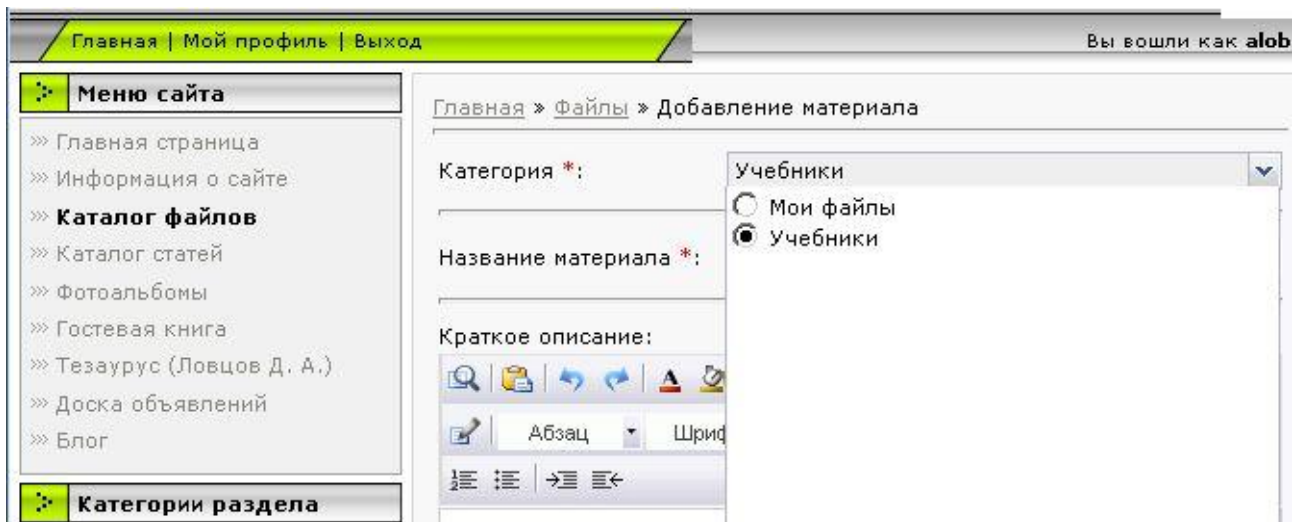 Главная | Мой профиль | Выход
Вы вошли как alob
Меню сайта
»» Главная страница
»» Информация о сайте
»» Каталог файлов
»» Каталог статей
»» Фотоальбомы
»» Гостевая книга
»» Тезаурус (Ловцов Д. А.)
»» Доска объявлений
»» Блог
Категории раздела
Главная » Файлы » Добавление материала
Категория *:
Учебники
Мои файлы
Учебники
Название материала *:
Краткое описание:
Абзац
Шриф